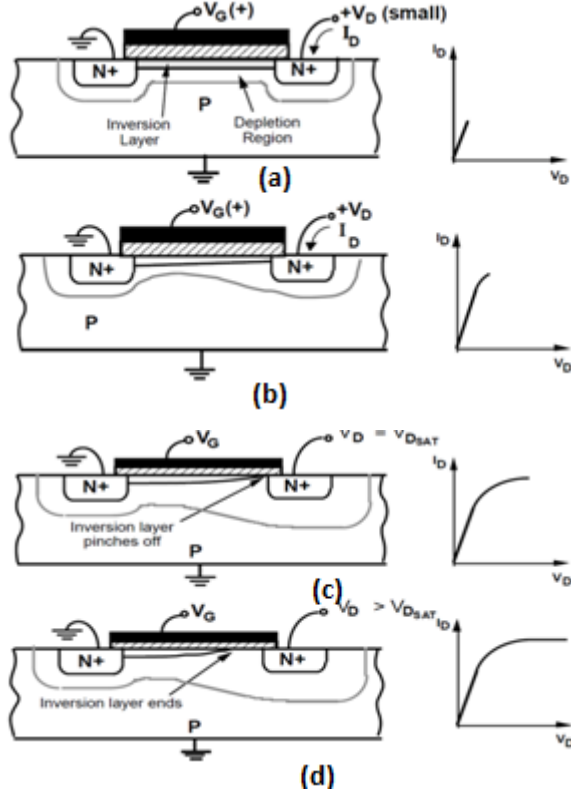 V_G(+)
+V_D (small)
I_D
N+
N+
Inversion
Layer
P
Depletion
Region
(a)
I_D
V_D
V_G(+)
+V_D
I_D
N+
N+
P
(b)
I_D
V_D
V_G
V_D = V_DSAT
N+
N+
Inversion layer
pinches off
P
(c)
I_D
V_D
V_G
V_D > V_DSAT
N+
N+
Inversion layer ends
P
(d)
I_D
V_D